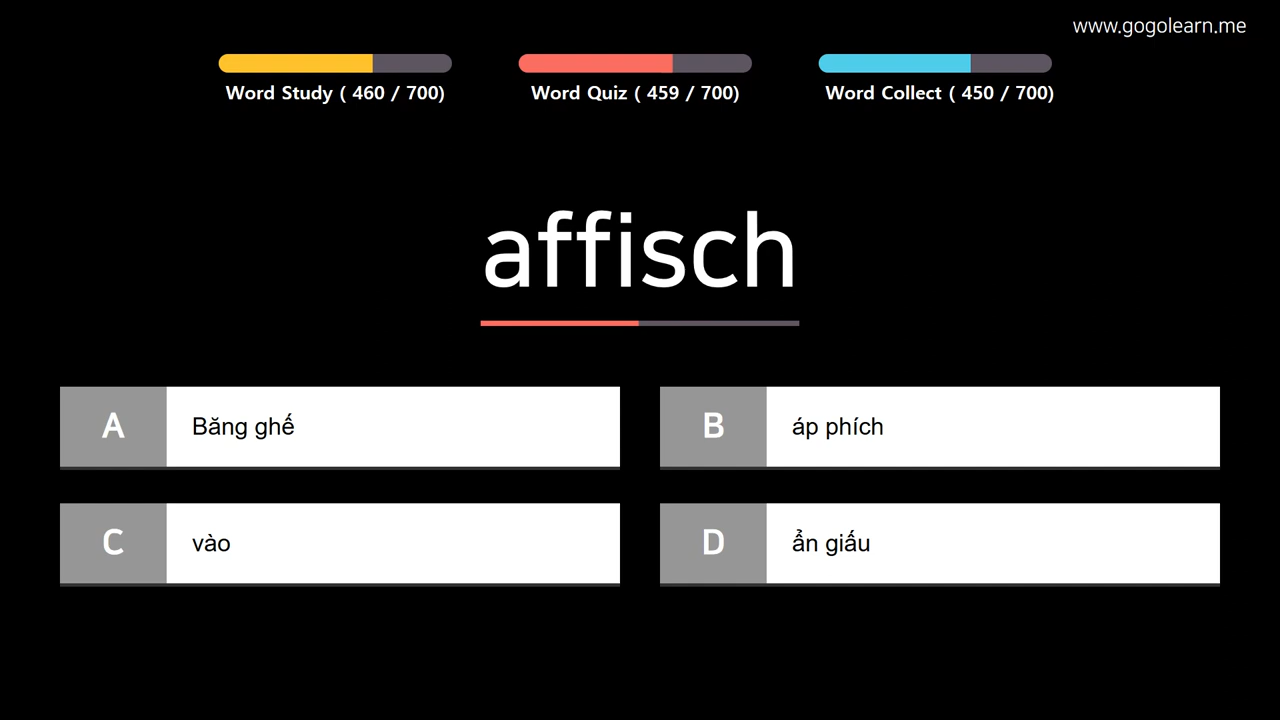 www.gogolearn.me
Word Study ( 460 / 700)
Word Quiz ( 459 / 700)
Word Collect ( 450 / 700)
affisch
A
Băng ghế
B
áp phích
C
vào
D
ẩn giấu